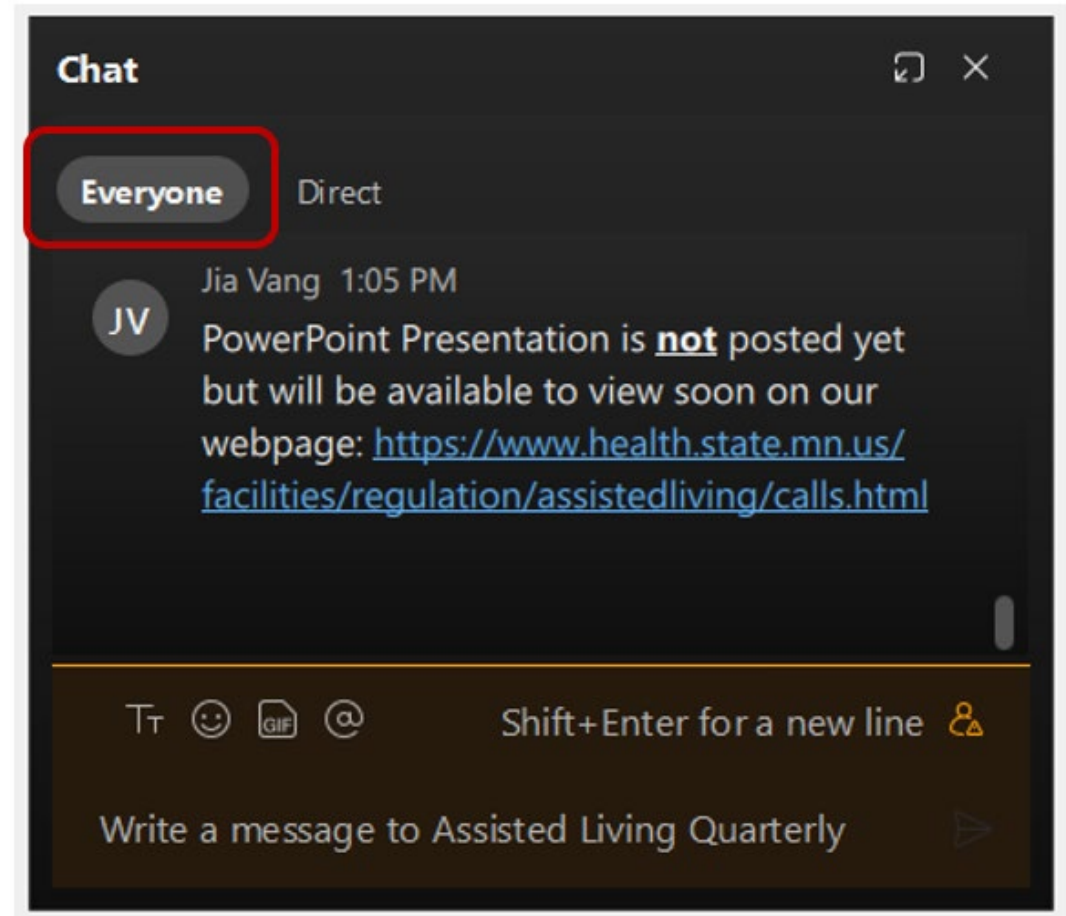 Chat
Everyone Direct
Jia Vang 1:05 PM
JV
PowerPoint Presentation is not posted yet
but will be available to view soon on our
webpage: https://www.health.state.mn.us/
facilities/regulation/assistedliving/calls.html
TT GIF @ Shift+Enter for a new line
Write a message to Assisted Living Quarterly